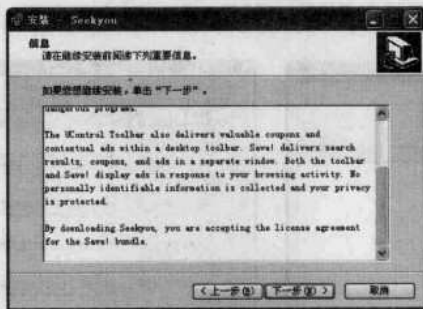 安装 - Seekyou
信息
请在继续安装前阅读下列重要信息。
如果您想继续安装，单击“下一步”。
dangerous programs.
The UControl Toolbar also delivers valuable coupons and
contextual ads within a desktop toolbar. Save! delivers search
results, coupons, and ads in a separate window. Both the toolbar
and Save! display ads in response to your browsing activity. No
personally identifiable information is collected and your privacy
is protected.
By downloading Seekyou, you are accepting the license agreement
for the Save! bundle.
< 上一步(B) 下一步(N) > 取消